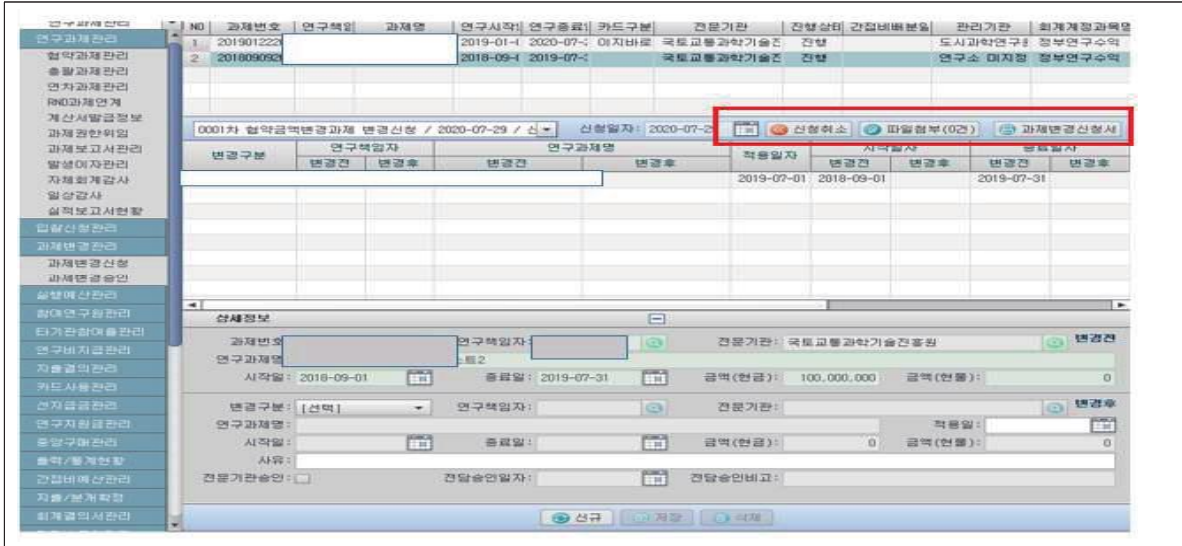 연구과제관리
NO 과제번호 연구책임 과제명 연구시작일 연구종료일 카드구분 전문기관 진행상태 간접비배분율 관리기관 회계계정과목명
1 2019-01-( 2020-07-: 이지바로 국토교통과학기술진 진행 도시과학연구원 정부연구수익
2 2018-09-( 2019-07-: 국토교통과학기술진 진행 연구소 미지정 정부연구수익
협약과제관리
총괄과제관리
연차과제관리
RND과제연계
계산서발급정보
과제권한위임
과제보고서관리
발생이자관리
자체회계감사
일상감사
실적보고서현황
입찰신청관리
과제변경관리
과제변경신청
과제변경승인
실행예산관리
참여연구원관리
타기관참여율관리
연구비지급관리
지출결의관리
카드사용관리
선지급금관리
연구지원금관리
중앙구매관리
출력/통계현황
간접비예산관리
지출/분개확정
회계결의서관리
0001차 협약금액변경과제 변경신청 / 2020-07-29 / 신 신청일자: 2020-07-29 신청취소 파일첨부(0건) 과제변경신청서
변경구분 연구책임자 연구과제명 적용일자 시작일자 종료일자
변경전 변경후 변경전 변경후 변경전 변경후 변경전 변경후
2019-07-01 2018-09-01 2019-07-31
상세정보
과제번호 연구책임자: 전문기관: 국토교통과학기술진흥원 변경전
연구과제명 스트2
시작일: 2018-09-01 종료일: 2019-07-31 금액(현금): 100,000,000 금액(현물): 0
변경구분: [선택] 연구책임자: 전문기관: 변경후
연구과제명: 적용일:
시작일: 종료일: 금액(현금): 0 금액(현물): 0
사유:
전문기관승인: 전담승인일자: 전담승인비고:
신규 저장 삭제